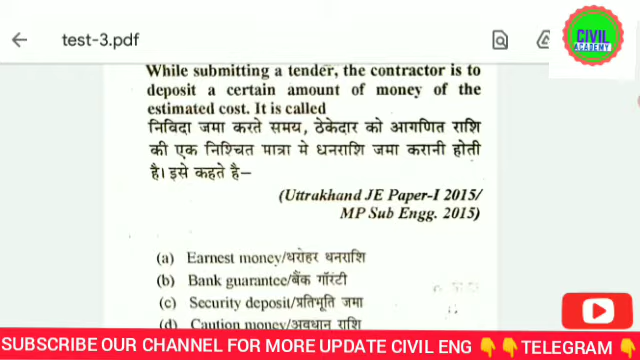 test-3.pdf
CIVIL
ACADEMY
While submitting a tender, the contractor is to
deposit a certain amount of money of the
estimated cost. It is called
निविदा जमा करते समय, ठेकेदार को आगणित राशि
की एक निश्चित मात्रा मे धनराशि जमा करानी होती
है। इसे कहते है–
(Uttrakhand JE Paper-I 2015/
MP Sub Engg. 2015)
(a) Earnest money/धरोहर धनराशि
(b) Bank guarantee/बैंक गॉरंटी
(c) Security deposit/प्रतिभूति जमा
(d) Caution money/अवधान राशि
SUBSCRIBE OUR CHANNEL FOR MORE UPDATE CIVIL ENG 👇👇TELEGRAM 👇